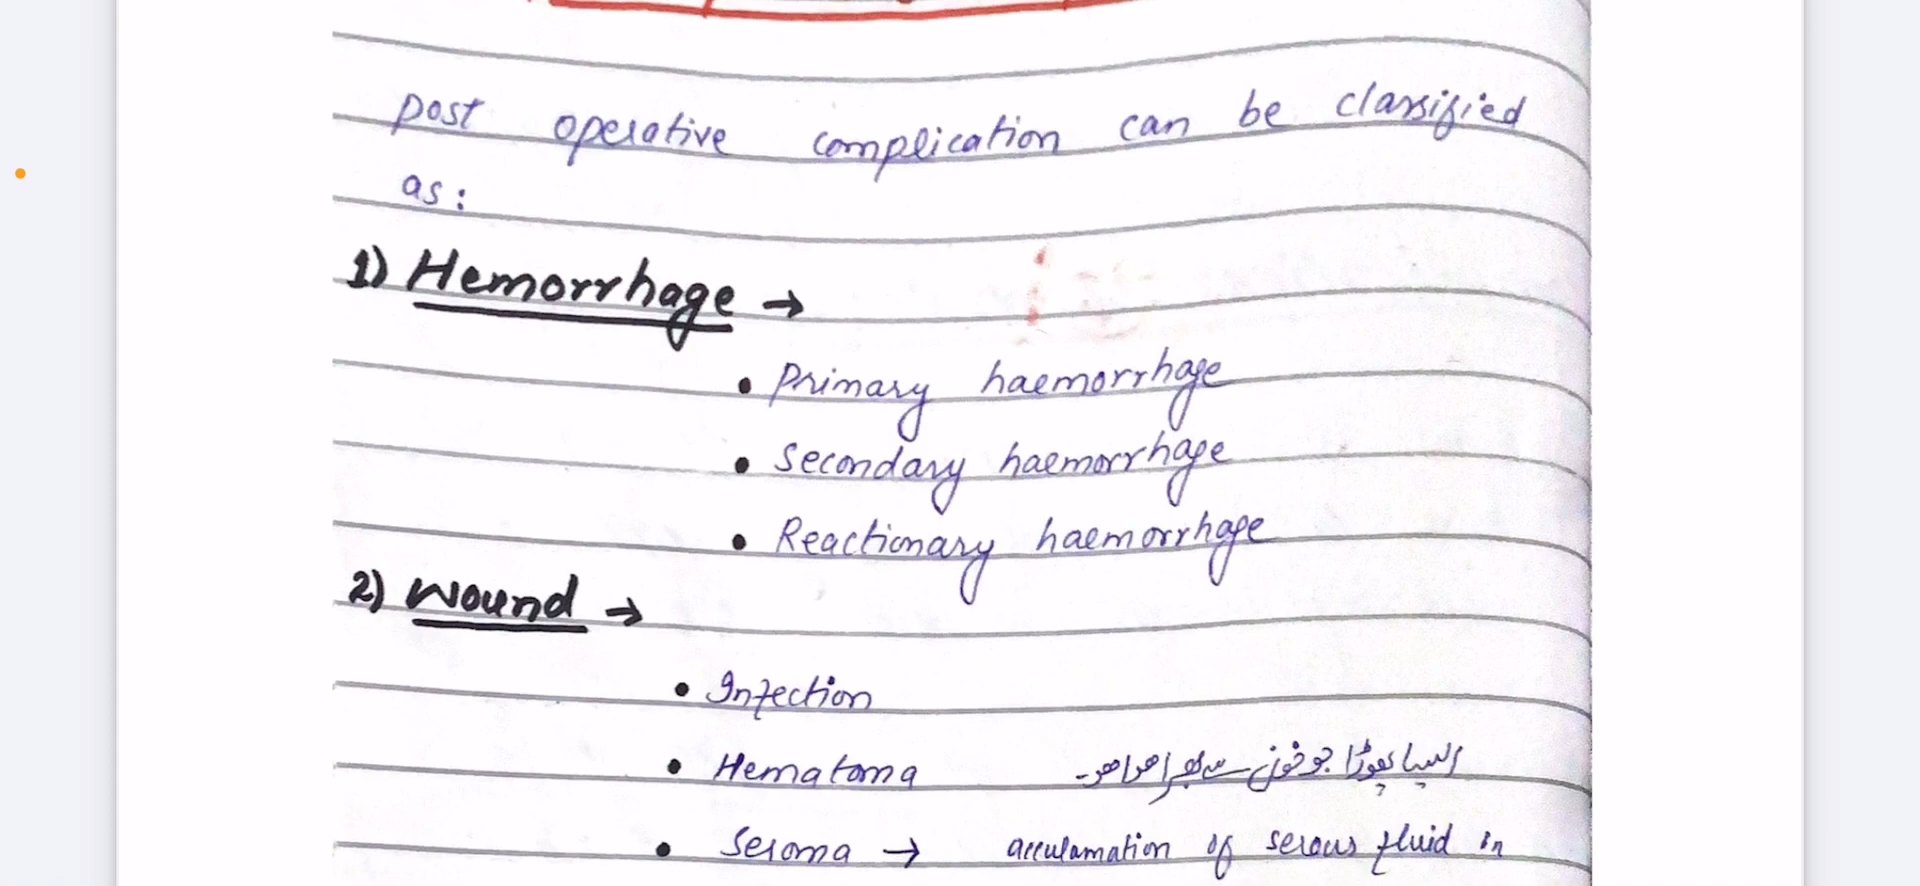 Post operative complication can be classified
as:
1) Hemorrhage →
• Primary haemorrhage
• Secondary haemorrhage
• Reactionary haemorrhage
2) Wound →
• Infection
• Hematoma ایسا پھوڑا جو خون سے بھرا ہوا ہو۔
• Seroma → acculamation of serous fluid in